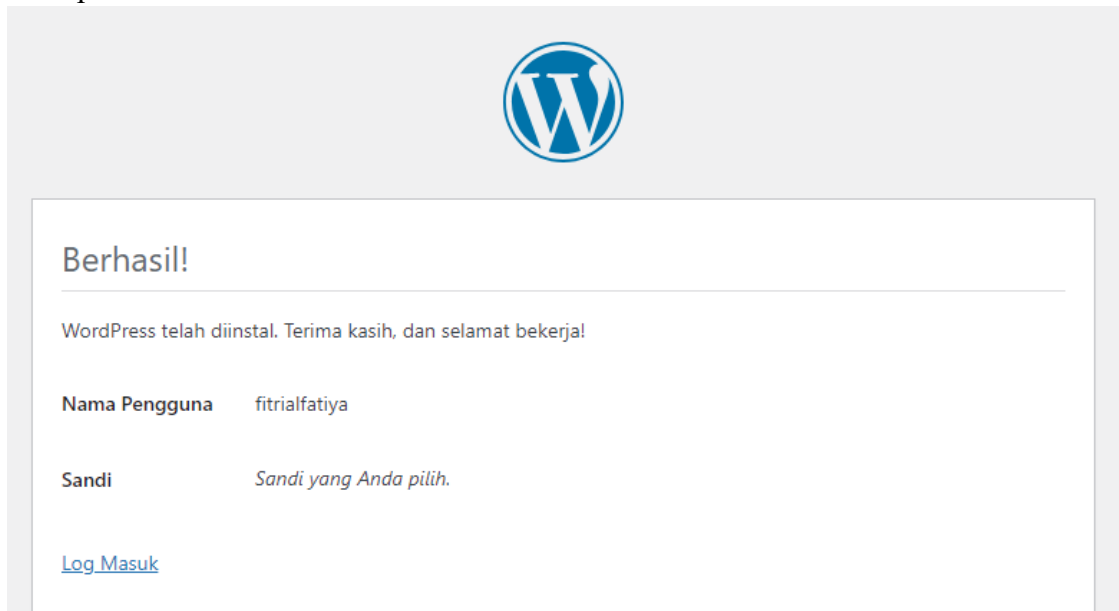 Berhasil!
WordPress telah diinstal. Terima kasih, dan selamat bekerja!
Nama Pengguna fitrialfatiya
Sandi Sandi yang Anda pilih.
Log Masuk